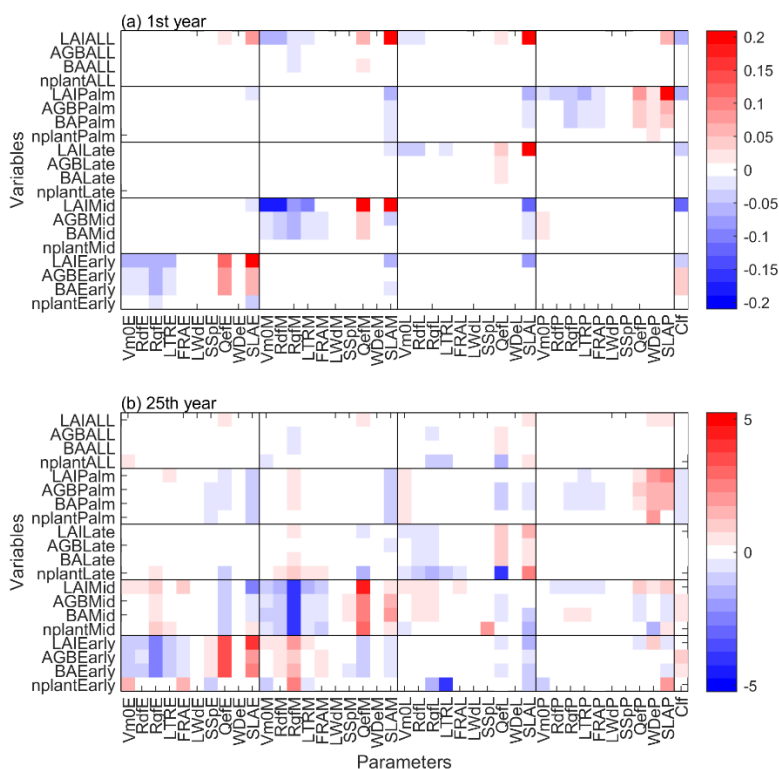 (a) 1st year
LAIALL
AGBALL
BAALL
nplantALL
LAIPalm
AGBPalm
BAPalm
nplantPalm
LAILate
AGBLate
BALate
nplantLate
LAIMid
AGBMid
BAMid
nplantMid
LAIEarly
AGBEarly
BAEarly
nplantEarly
Variables
Vm0E
RdfE
RgfE
LTRE
FRAE
LWdE
SSpE
QefE
WDeE
SLAE
Vm0M
RdfM
RgfM
LTRM
FRAM
LWdM
SSpM
QefM
WDeM
SLAM
Vm0L
RdfL
RgfL
LTRL
FRAL
LWdL
SSpL
QefL
WDeL
SLAL
Vm0P
RdfP
RgfP
LTRP
FRAP
LWdP
SSpP
QefP
WDeP
SLAP
Clf
0.2
0.15
0.1
0.05
0
-0.05
-0.1
-0.15
-0.2
(b) 25th year
LAIALL
AGBALL
BAALL
nplantALL
LAIPalm
AGBPalm
BAPalm
nplantPalm
LAILate
AGBLate
BALate
nplantLate
LAIMid
AGBMid
BAMid
nplantMid
LAIEarly
AGBEarly
BAEarly
nplantEarly
Variables
Vm0E
RdfE
RgfE
LTRE
FRAE
LWdE
SSpE
QefE
WDeE
SLAE
Vm0M
RdfM
RgfM
LTRM
FRAM
LWdM
SSpM
QefM
WDeM
SLAM
Vm0L
RdfL
RgfL
LTRL
FRAL
LWdL
SSpL
QefL
WDeL
SLAL
Vm0P
RdfP
RgfP
LTRP
FRAP
LWdP
SSpP
QefP
WDeP
SLAP
Clf
5
0
-5
Parameters